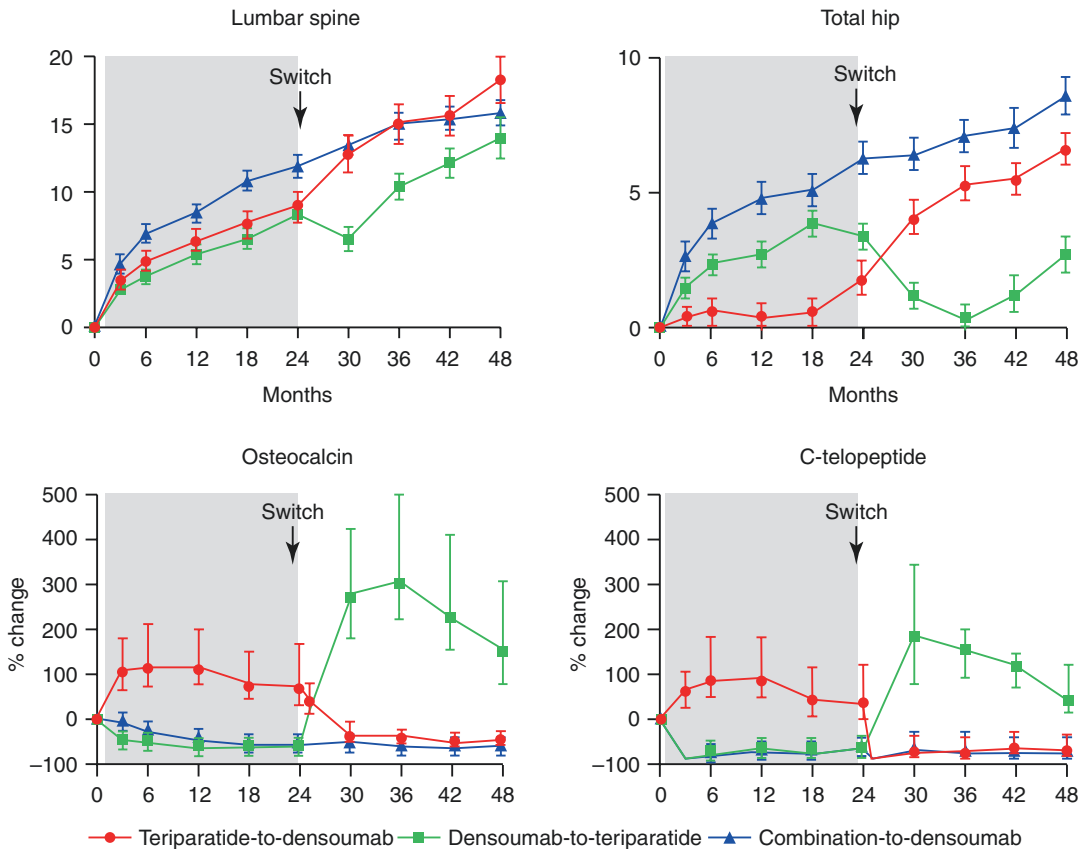 Lumbar spine
20
15
10
5
0
Switch
0 6 12 18 24 30 36 42 48
Months
Total hip
10
5
0
Switch
0 6 12 18 24 30 36 42 48
Months
Osteocalcin
% change
500
400
300
200
100
0
–100
Switch
0 6 12 18 24 30 36 42 48
C-telopeptide
% change
500
400
300
200
100
0
–100
Switch
0 6 12 18 24 30 36 42 48
Teriparatide-to-densoumab Densoumab-to-teriparatide Combination-to-densoumab